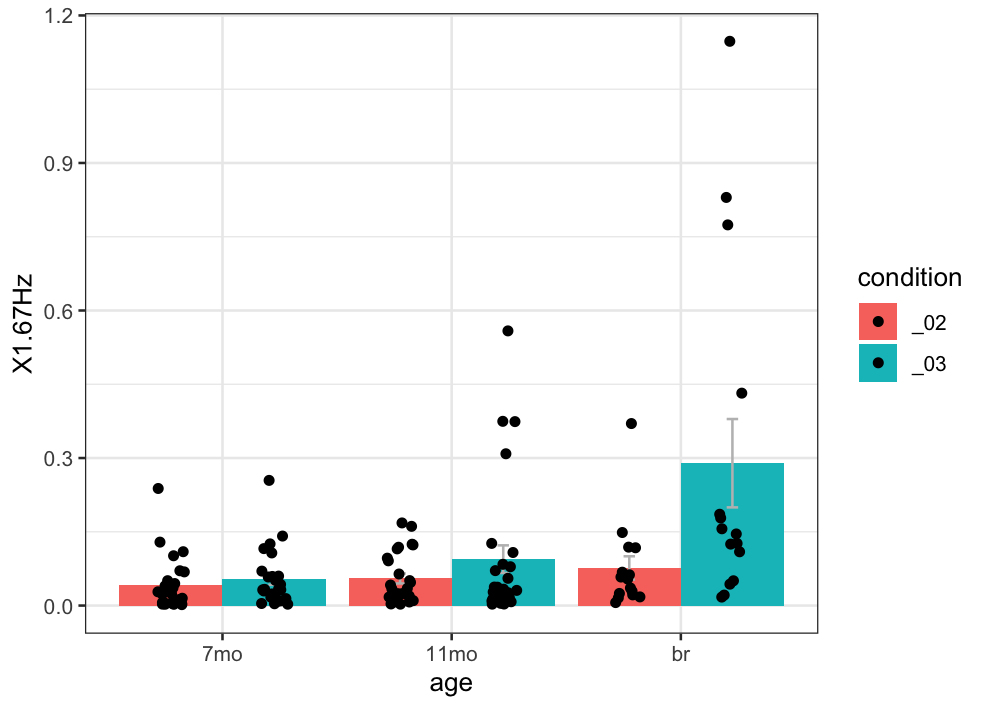 1.2
0.9
0.6
0.3
0.0
X1.67Hz
7mo
11mo
br
age
condition
_02
_03